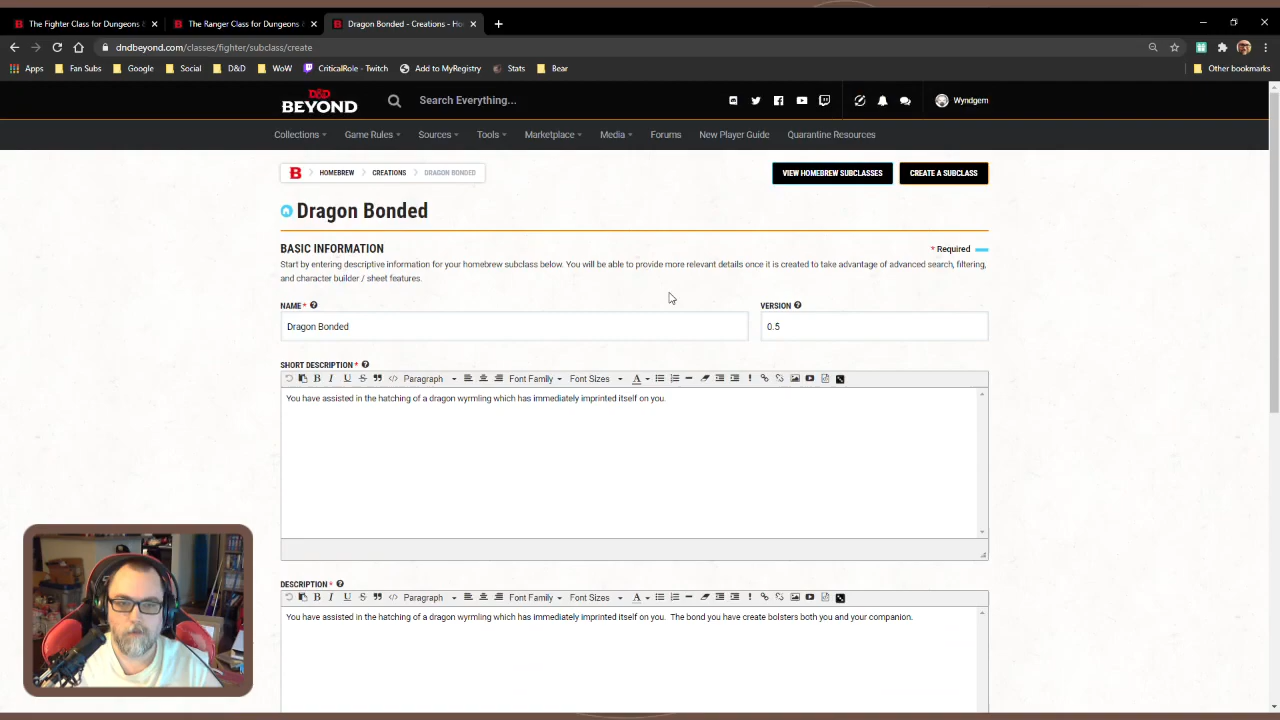 The Fighter Class for Dungeons &
The Ranger Class for Dungeons &
Dragon Bonded - Creations - Ho
dndbeyond.com/classes/fighter/subclass/create
Apps
Fan Subs
Google
Social
D&D
WoW
CriticalRole - Twitch
Add to MyRegistry
Stats
Bear
Other bookmarks
D&D
BEYOND
Search Everything...
Wyndgem
Collections
Game Rules
Sources
Tools
Marketplace
Media
Forums
New Player Guide
Quarantine Resources
B
HOMEBREW
CREATIONS
DRAGON BONDED
VIEW HOMEBREW SUBCLASSES
CREATE A SUBCLASS
Dragon Bonded
BASIC INFORMATION
* Required
Start by entering descriptive information for your homebrew subclass below. You will be able to provide more relevant details once it is created to take advantage of advanced search, filtering,
and character builder / sheet features.
NAME *
VERSION
Dragon Bonded
0.5
SHORT DESCRIPTION *
B I U S Paragraph Font Family Font Sizes A
You have assisted in the hatching of a dragon wyrmling which has immediately imprinted itself on you.
DESCRIPTION *
B I U S Paragraph Font Family Font Sizes A
You have assisted in the hatching of a dragon wyrmling which has immediately imprinted itself on you. The bond you have create bolsters both you and your companion.